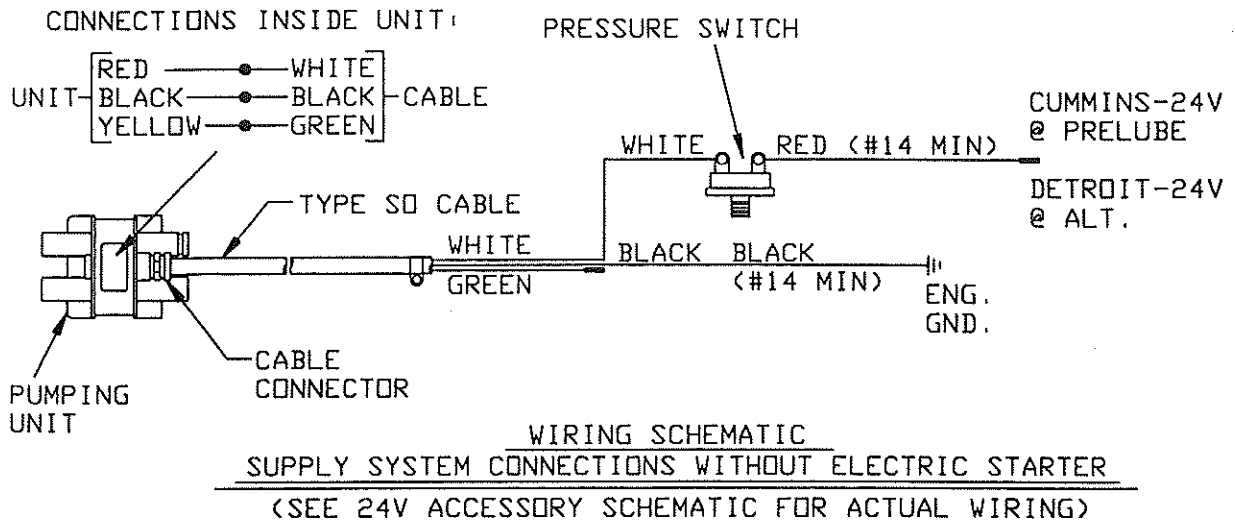 CONNECTIONS INSIDE UNIT:
RED WHITE
UNIT BLACK BLACK CABLE
YELLOW GREEN
PRESSURE SWITCH
CUMMINS-24V
@ PRELUBE
WHITE RED (#14 MIN)
DETROIT-24V
@ ALT.
TYPE SO CABLE
WHITE
BLACK BLACK
(#14 MIN)
GREEN
ENG.
GND.
CABLE
CONNECTOR
PUMPING
UNIT
WIRING SCHEMATIC
SUPPLY SYSTEM CONNECTIONS WITHOUT ELECTRIC STARTER
(SEE 24V ACCESSORY SCHEMATIC FOR ACTUAL WIRING)